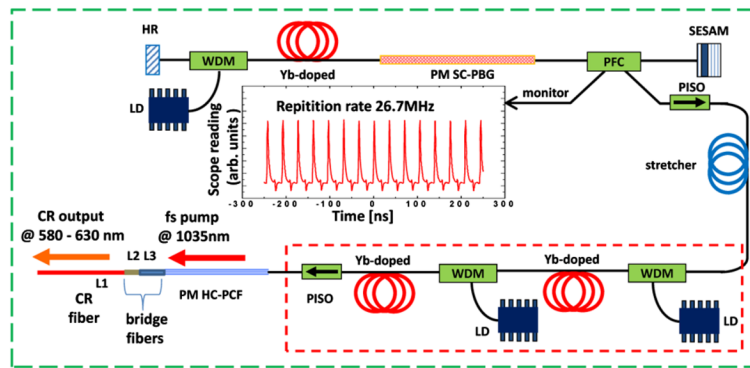 HR
WDM
Yb-doped
PM SC-PBG
PFC
SESAM
LD
monitor
PISO
stretcher
Repitition rate 26.7MHz
Scope reading
(arb. units)
-300 -200 -100 0 100 200 300
Time [ns]
CR output
@ 580 - 630 nm
fs pump
@ 1035nm
L2 L3
L1
CR
fiber
bridge
fibers
PM HC-PCF
PISO
Yb-doped
WDM
Yb-doped
WDM
LD
LD